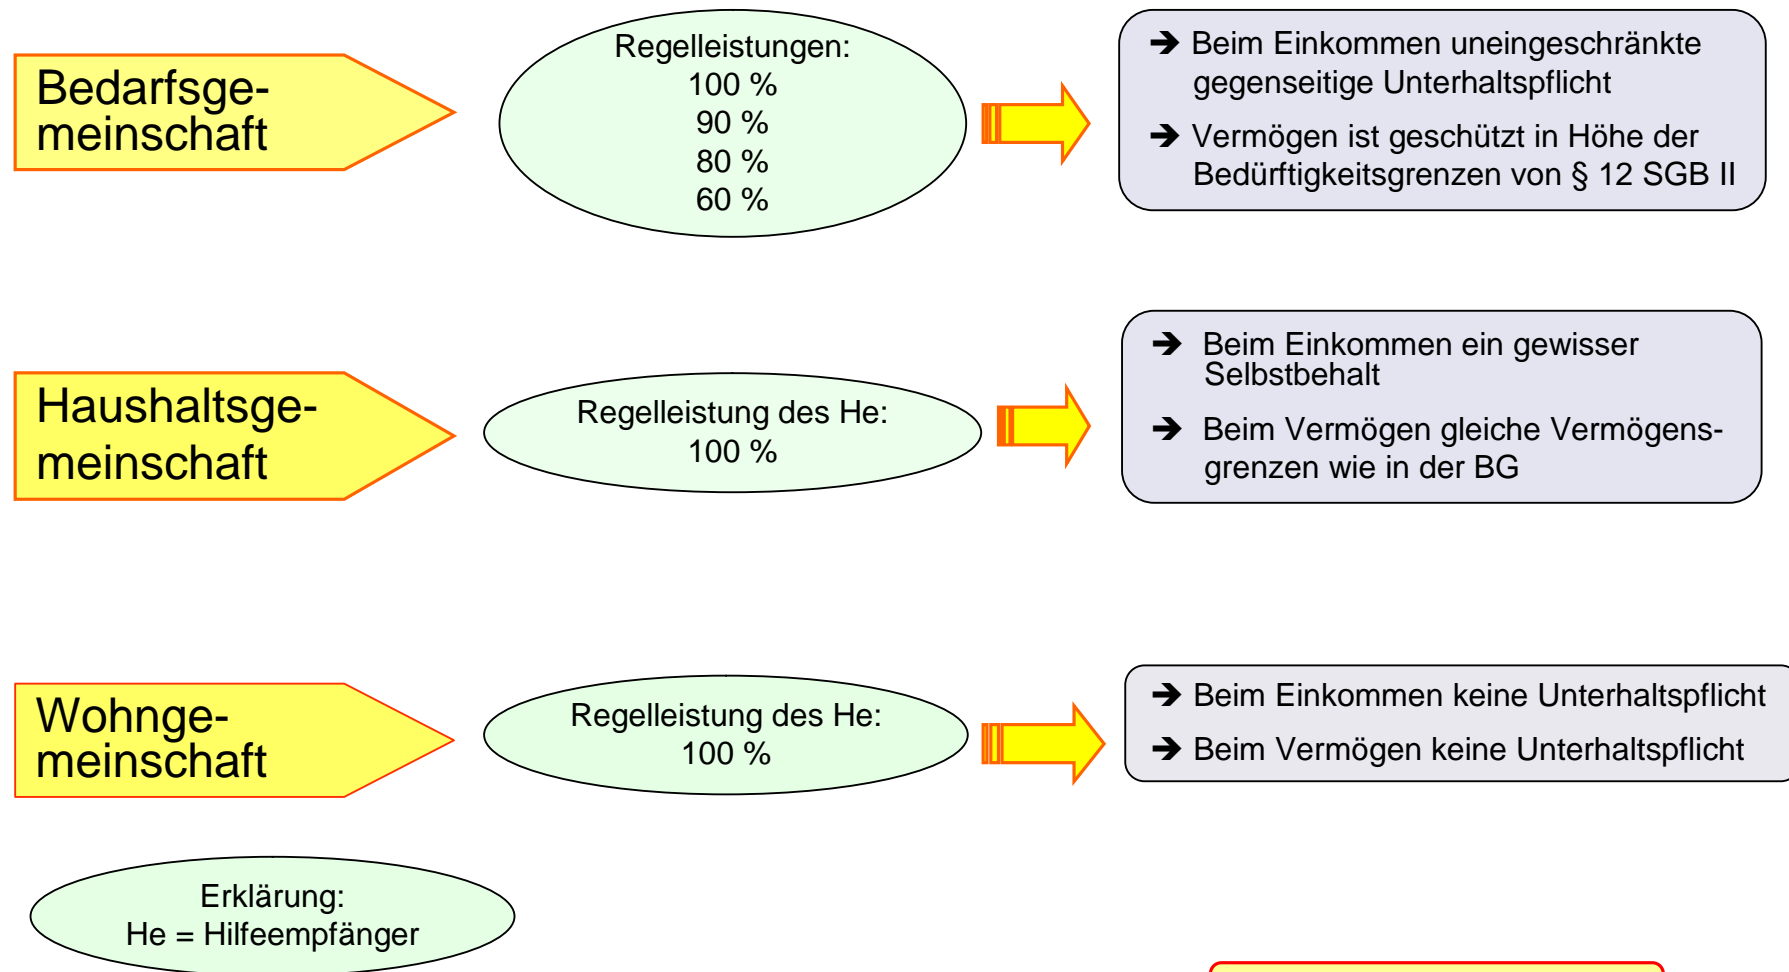 Bedarfsge-
meinschaft
Regelleistungen:
100 %
90 %
80 %
60 %
➔ Beim Einkommen uneingeschränkte
gegenseitige Unterhaltspflicht
➔ Vermögen ist geschützt in Höhe der
Bedürftigkeitsgrenzen von § 12 SGB II
Haushaltsge-
meinschaft
Regelleistung des He:
100 %
➔ Beim Einkommen ein gewisser
Selbstbehalt
➔ Beim Vermögen gleiche Vermögens-
grenzen wie in der BG
Wohnge-
meinschaft
Regelleistung des He:
100 %
➔ Beim Einkommen keine Unterhaltspflicht
➔ Beim Vermögen keine Unterhaltspflicht
Erklärung:
He = Hilfeempfänger